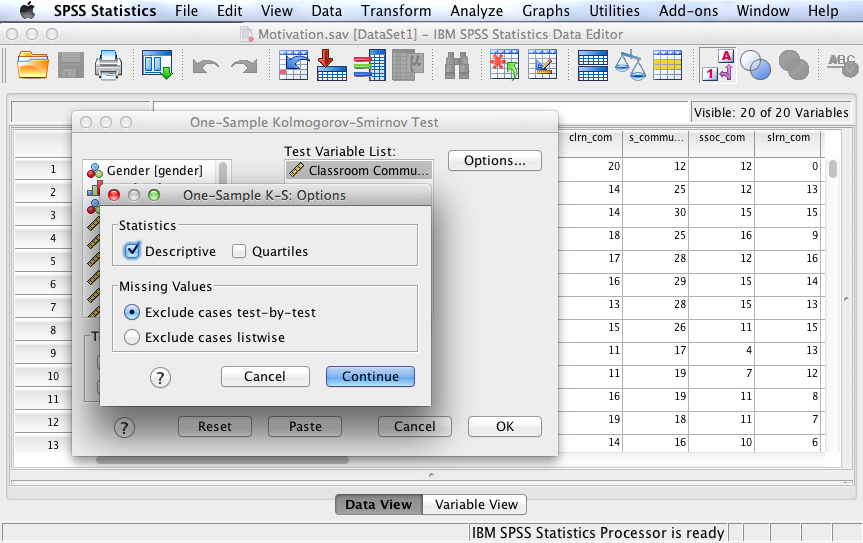 SPSS Statistics File Edit View Data Transform Analyze Graphs Utilities Add-ons Window Help
Motivation.sav [DataSet1] – IBM SPSS Statistics Data Editor
A
1
ABC
Visible: 20 of 20 Variables
One-Sample Kolmogorov-Smirnov Test
Test Variable List:
Gender [gender]
Classroom Commu...
Options...
One-Sample K-S: Options
Statistics
Descriptive Quartiles
Missing Values
Exclude cases test-by-test
Exclude cases listwise
T
? Cancel Continue
? Reset Paste Cancel OK
clrn_com s_commu... ssoc_com slrn_com
1 20 12 12 0
2 14 25 12 13
3 14 30 15 15
4 18 25 16 9
5 17 28 12 16
6 16 29 15 14
7 13 28 15 13
8 15 26 11 15
9 11 17 4 13
10 11 19 7 12
11 16 19 11 8
12 19 18 11 7
13 14 16 10 6
Data View Variable View
IBM SPSS Statistics Processor is ready